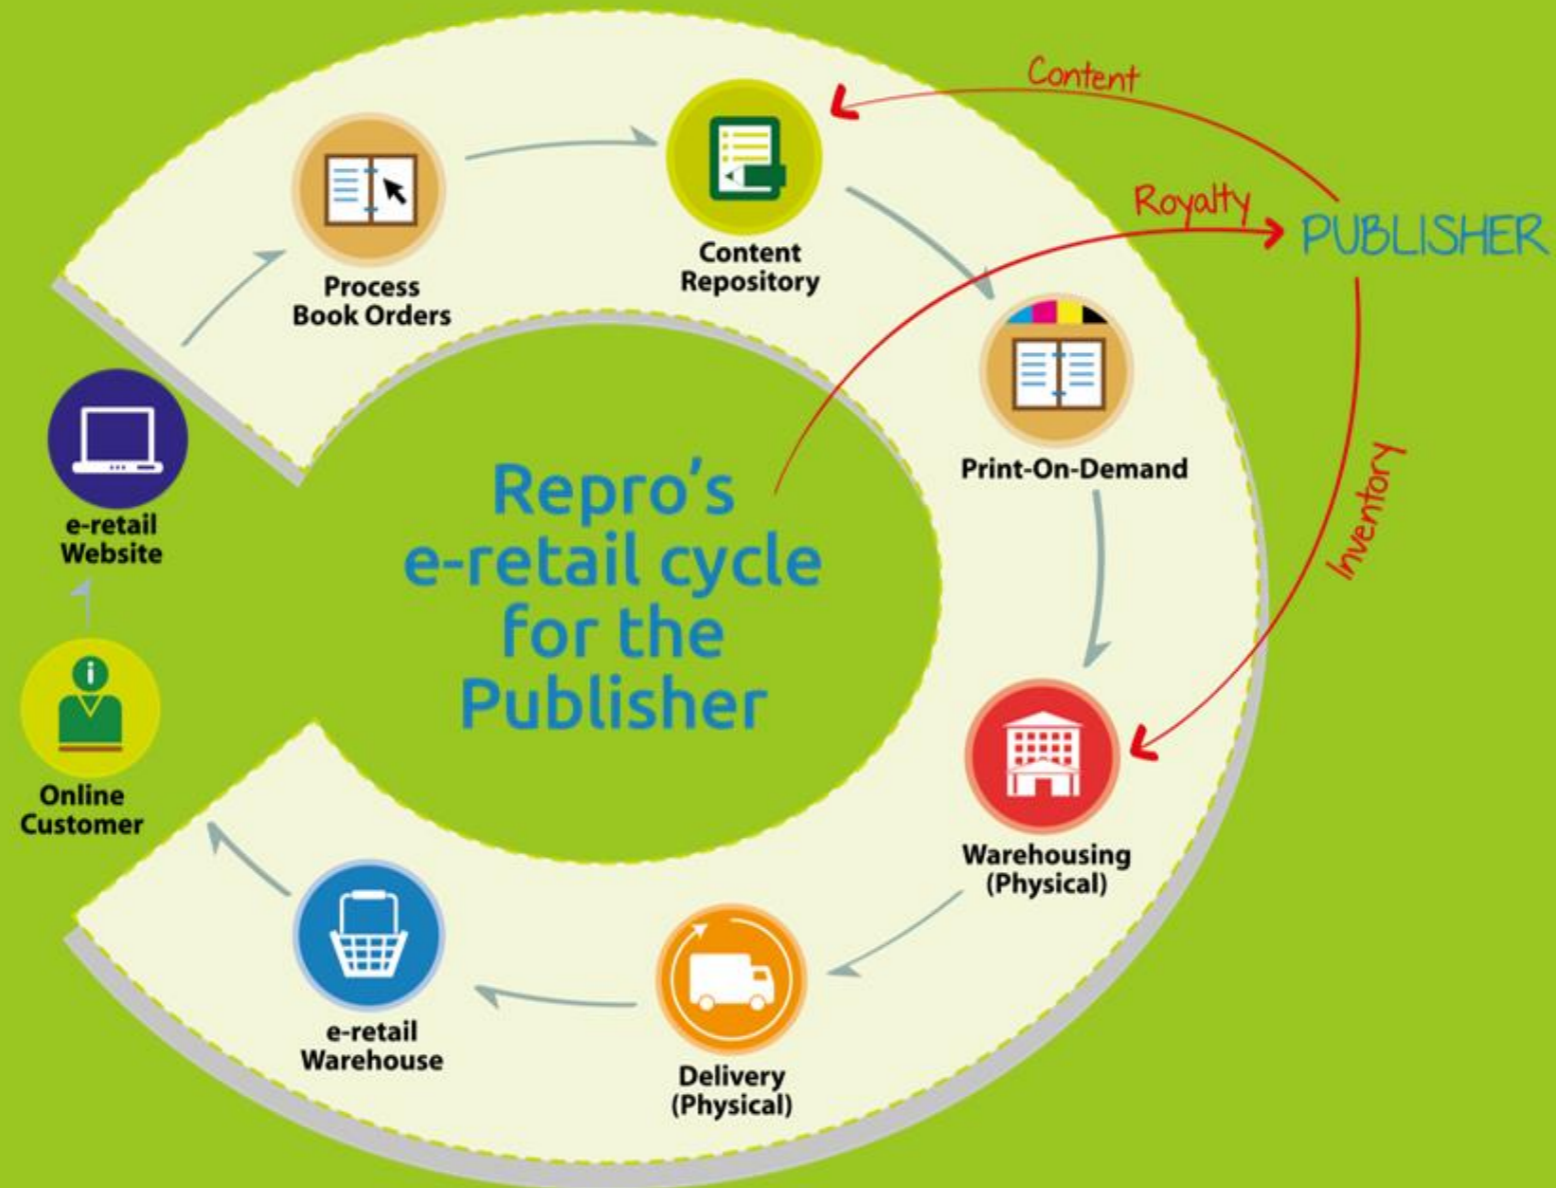 Content
Royalty
PUBLISHER
Inventory
Process
Book Orders
Content
Repository
Print-On-Demand
Warehousing
(Physical)
Delivery
(Physical)
e-retail
Warehouse
Online
Customer
e-retail
Website
i
Repro's
e-retail cycle
for the
Publisher